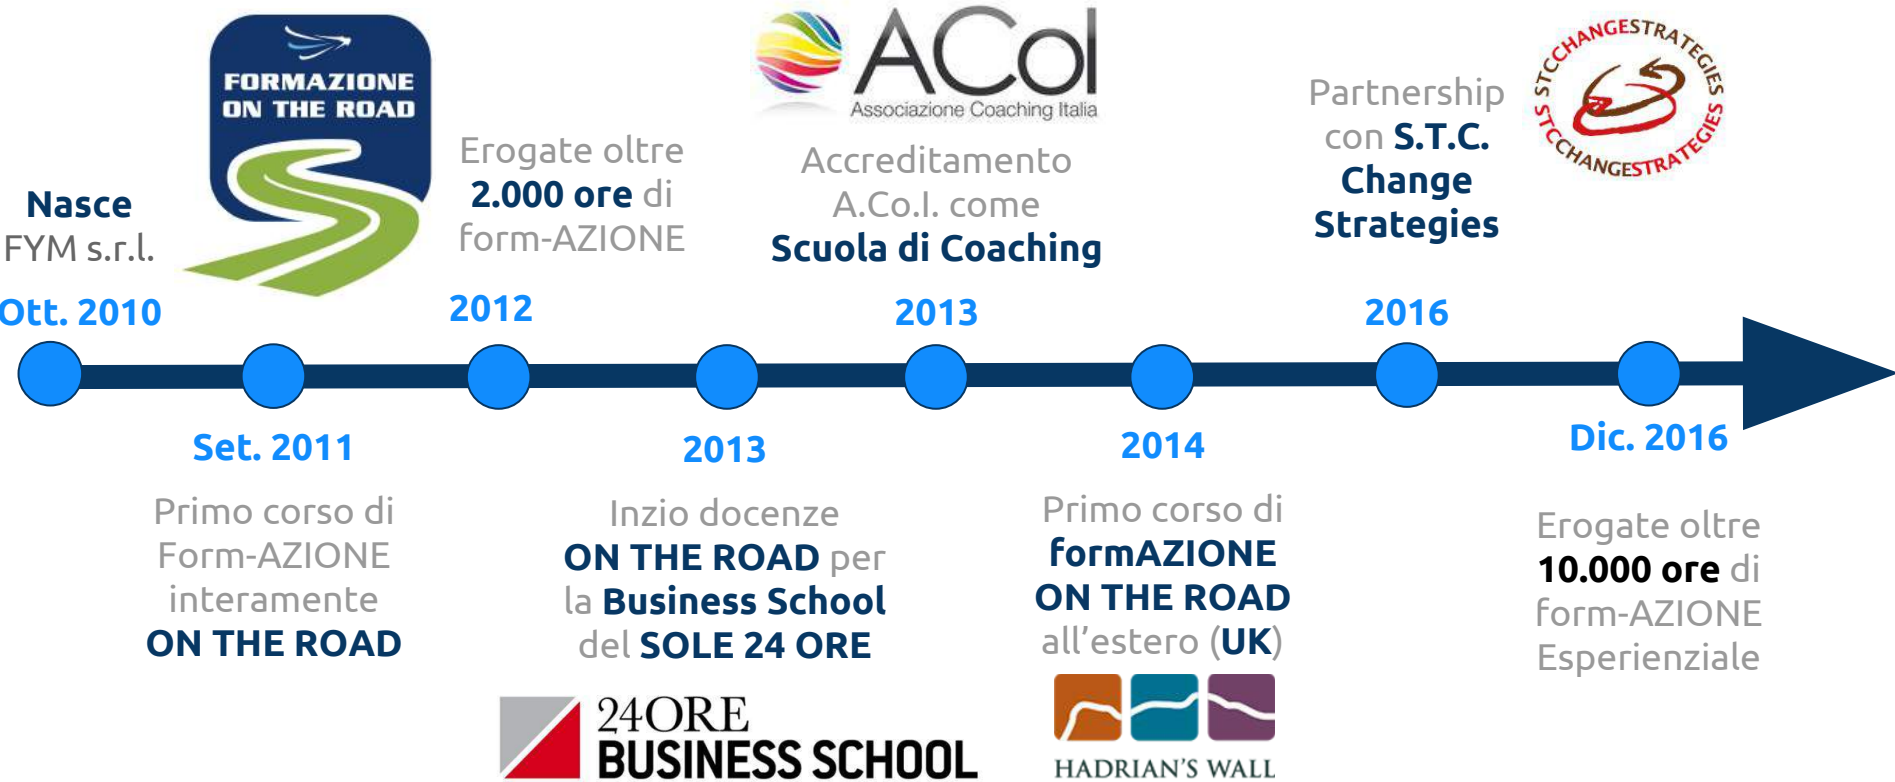 Nasce
FYM s.r.l.
Ott. 2010
FORMAZIONE
ON THE ROAD
Set. 2011
Primo corso di
Form-AZIONE
interamente
ON THE ROAD
Erogate oltre
2.000 ore di
form-AZIONE
2012
2013
Inzio docenze
ON THE ROAD per
la Business School
del SOLE 24 ORE
24ORE
BUSINESS SCHOOL
ACoI
Associazione Coaching Italia
Accreditamento
A.Co.I. come
Scuola di Coaching
2013
2014
Primo corso di
formAZIONE
ON THE ROAD
all’estero (UK)
HADRIAN'S WALL
Partnership
con S.T.C.
Change
Strategies
STCCHANGESTRATEGIES
STCCHANGESTRATEGIES
2016
Dic. 2016
Erogate oltre
10.000 ore di
form-AZIONE
Esperienziale